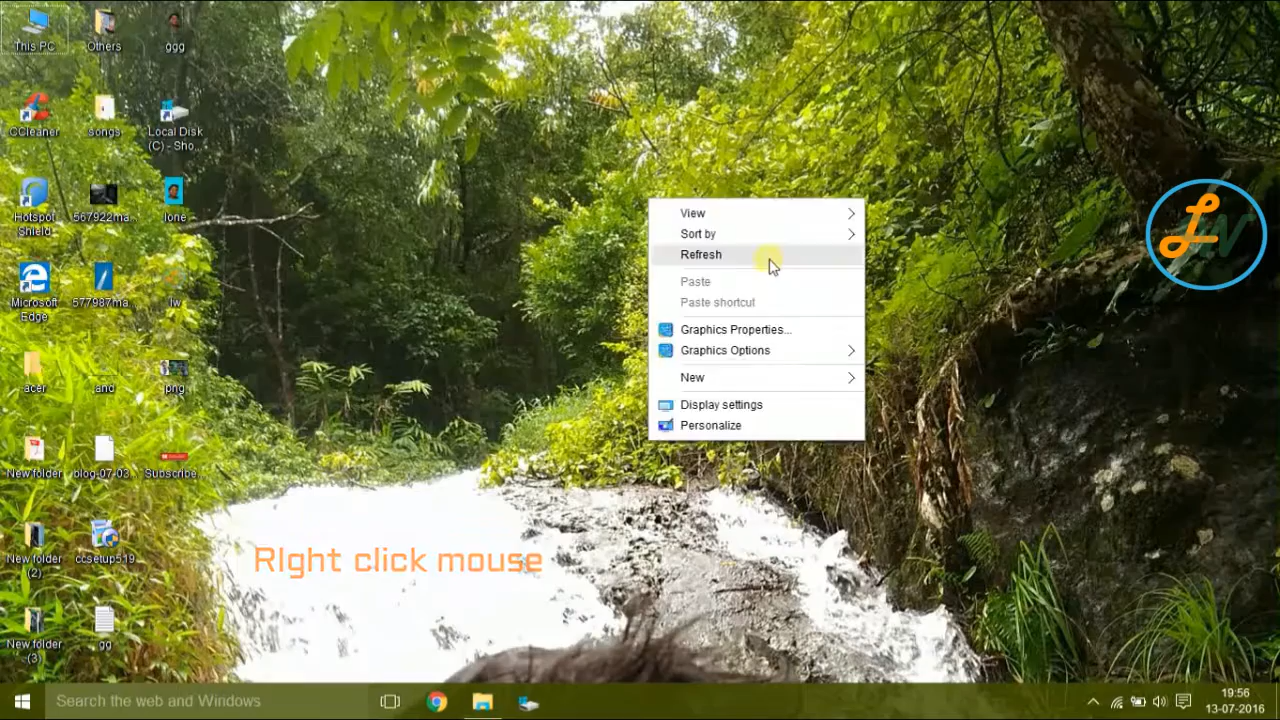 This PC
Others
ggg
CCleaner
songs
Local Disk
(C) - Sho...
Hotspot
Shield
567922ma...
lone
Microsoft
Edge
577987ma...
lw
acer
and
png
New folder
blog-07-03...
Subscribe...
New folder
(2)
ccsetup519
New folder
(3)
gg
View
Sort by
Refresh
Paste
Paste shortcut
Graphics Properties...
Graphics Options
New
Display settings
Personalize
LW
RIght click mouse
Search the web and Windows
19:56
13-07-2016